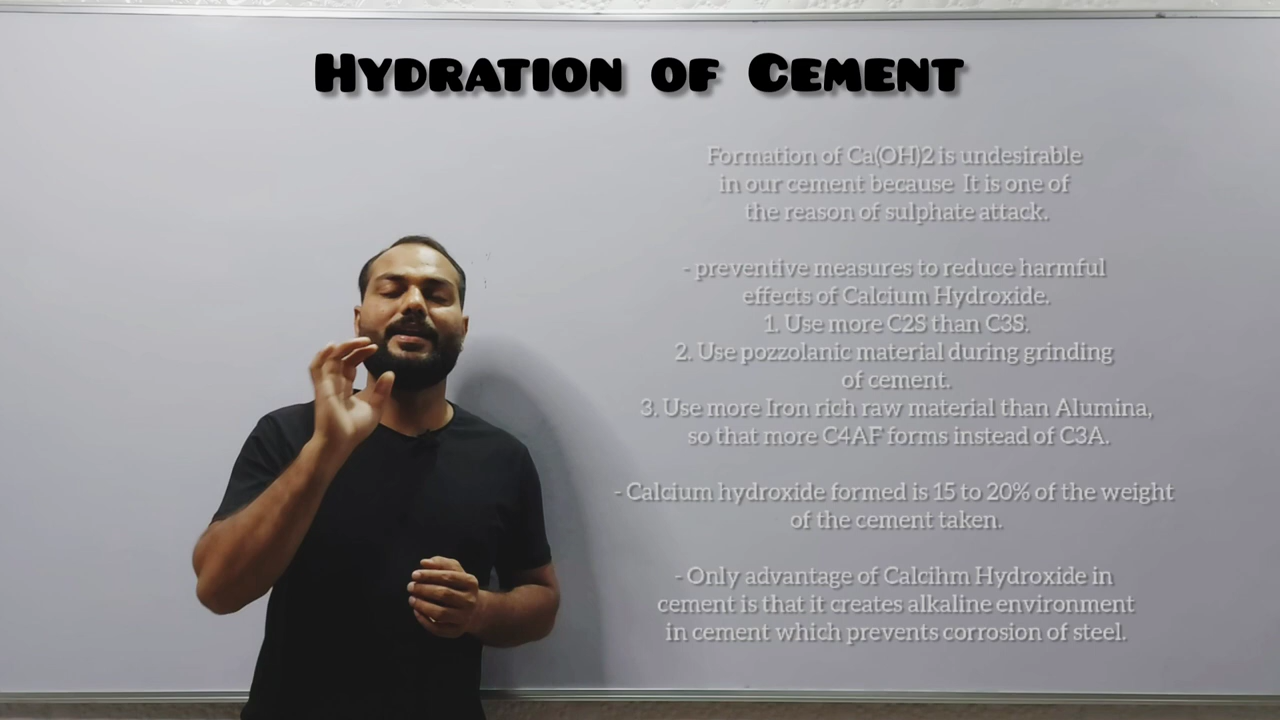 Hydration of Cement
Formation of Ca(OH)2 is undesirable
in our cement because It is one of
the reason of sulphate attack.
- preventive measures to reduce harmful
effects of Calcium Hydroxide.
1. Use more C2S than C3S.
2. Use pozzolanic material during grinding
of cement.
3. Use more Iron rich raw material than Alumina,
so that more C4AF forms instead of C3A.
- Calcium hydroxide formed is 15 to 20% of the weight
of the cement taken.
- Only advantage of Calcihm Hydroxide in
cement is that it creates alkaline environment
in cement which prevents corrosion of steel.